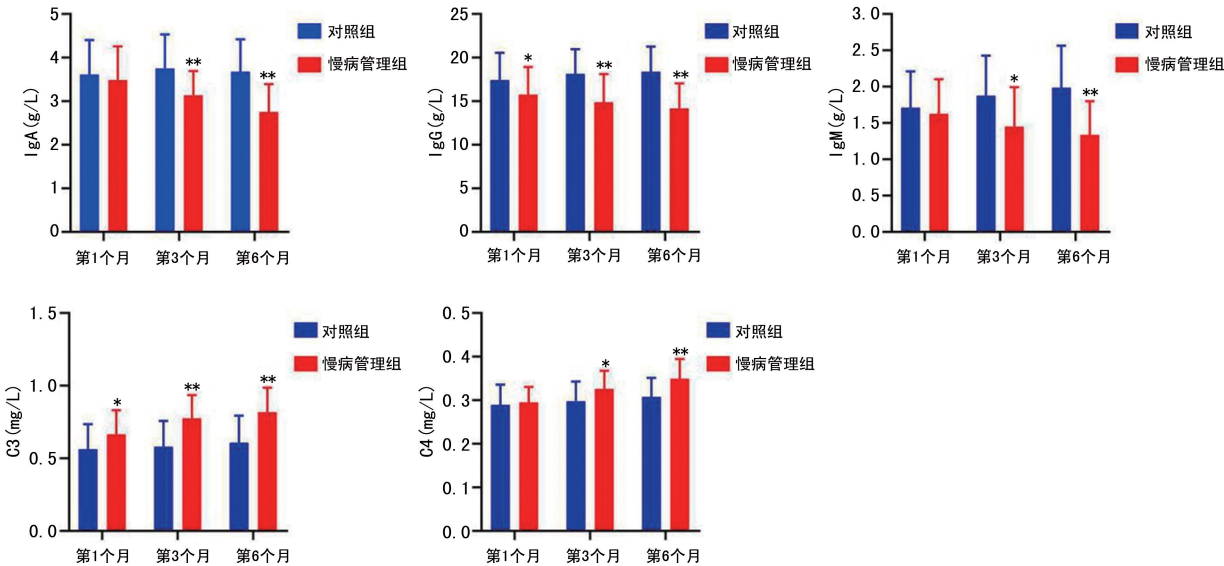 5
4
3
2
1
0
IgA(g/L)
**
**
第1个月
第3个月
第6个月
对照组
慢病管理组
25
20
15
10
5
0
IgG(g/L)
*
**
**
第1个月
第3个月
第6个月
对照组
慢病管理组
3.0
2.5
2.0
1.5
1.0
0.5
0.0
IgM(g/L)
*
**
第1个月
第3个月
第6个月
对照组
慢病管理组
1.5
1.0
0.5
0.0
C3(mg/L)
*
**
**
第1个月
第3个月
第6个月
对照组
慢病管理组
0.5
0.4
0.3
0.2
0.1
0.0
C4(mg/L)
*
**
第1个月
第3个月
第6个月
对照组
慢病管理组